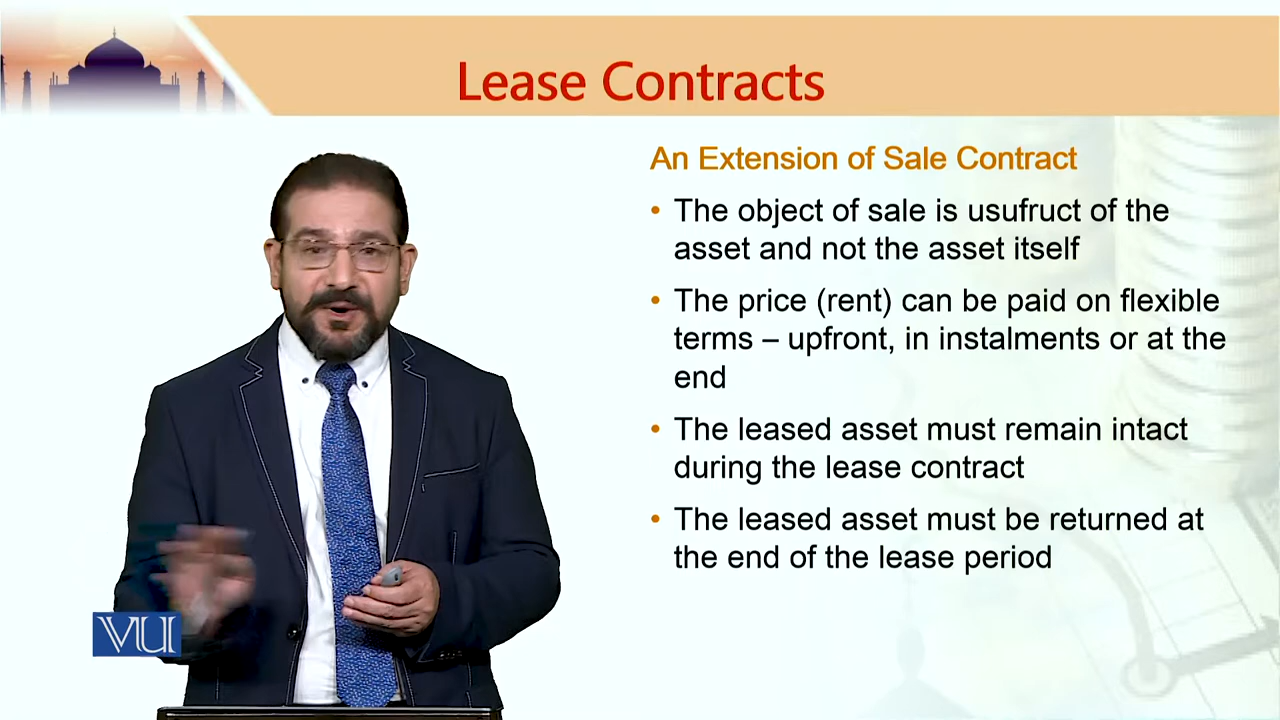 Lease Contracts
An Extension of Sale Contract
• The object of sale is usufruct of the
asset and not the asset itself
• The price (rent) can be paid on flexible
terms – upfront, in instalments or at the
end
• The leased asset must remain intact
during the lease contract
• The leased asset must be returned at
the end of the lease period
VU